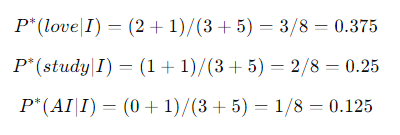 P*(love|I) = (2 + 1)/(3 + 5) = 3/8 = 0.375
P*(study|I) = (1 + 1)/(3 + 5) = 2/8 = 0.25
P*(AI|I) = (0 + 1)/(3 + 5) = 1/8 = 0.125